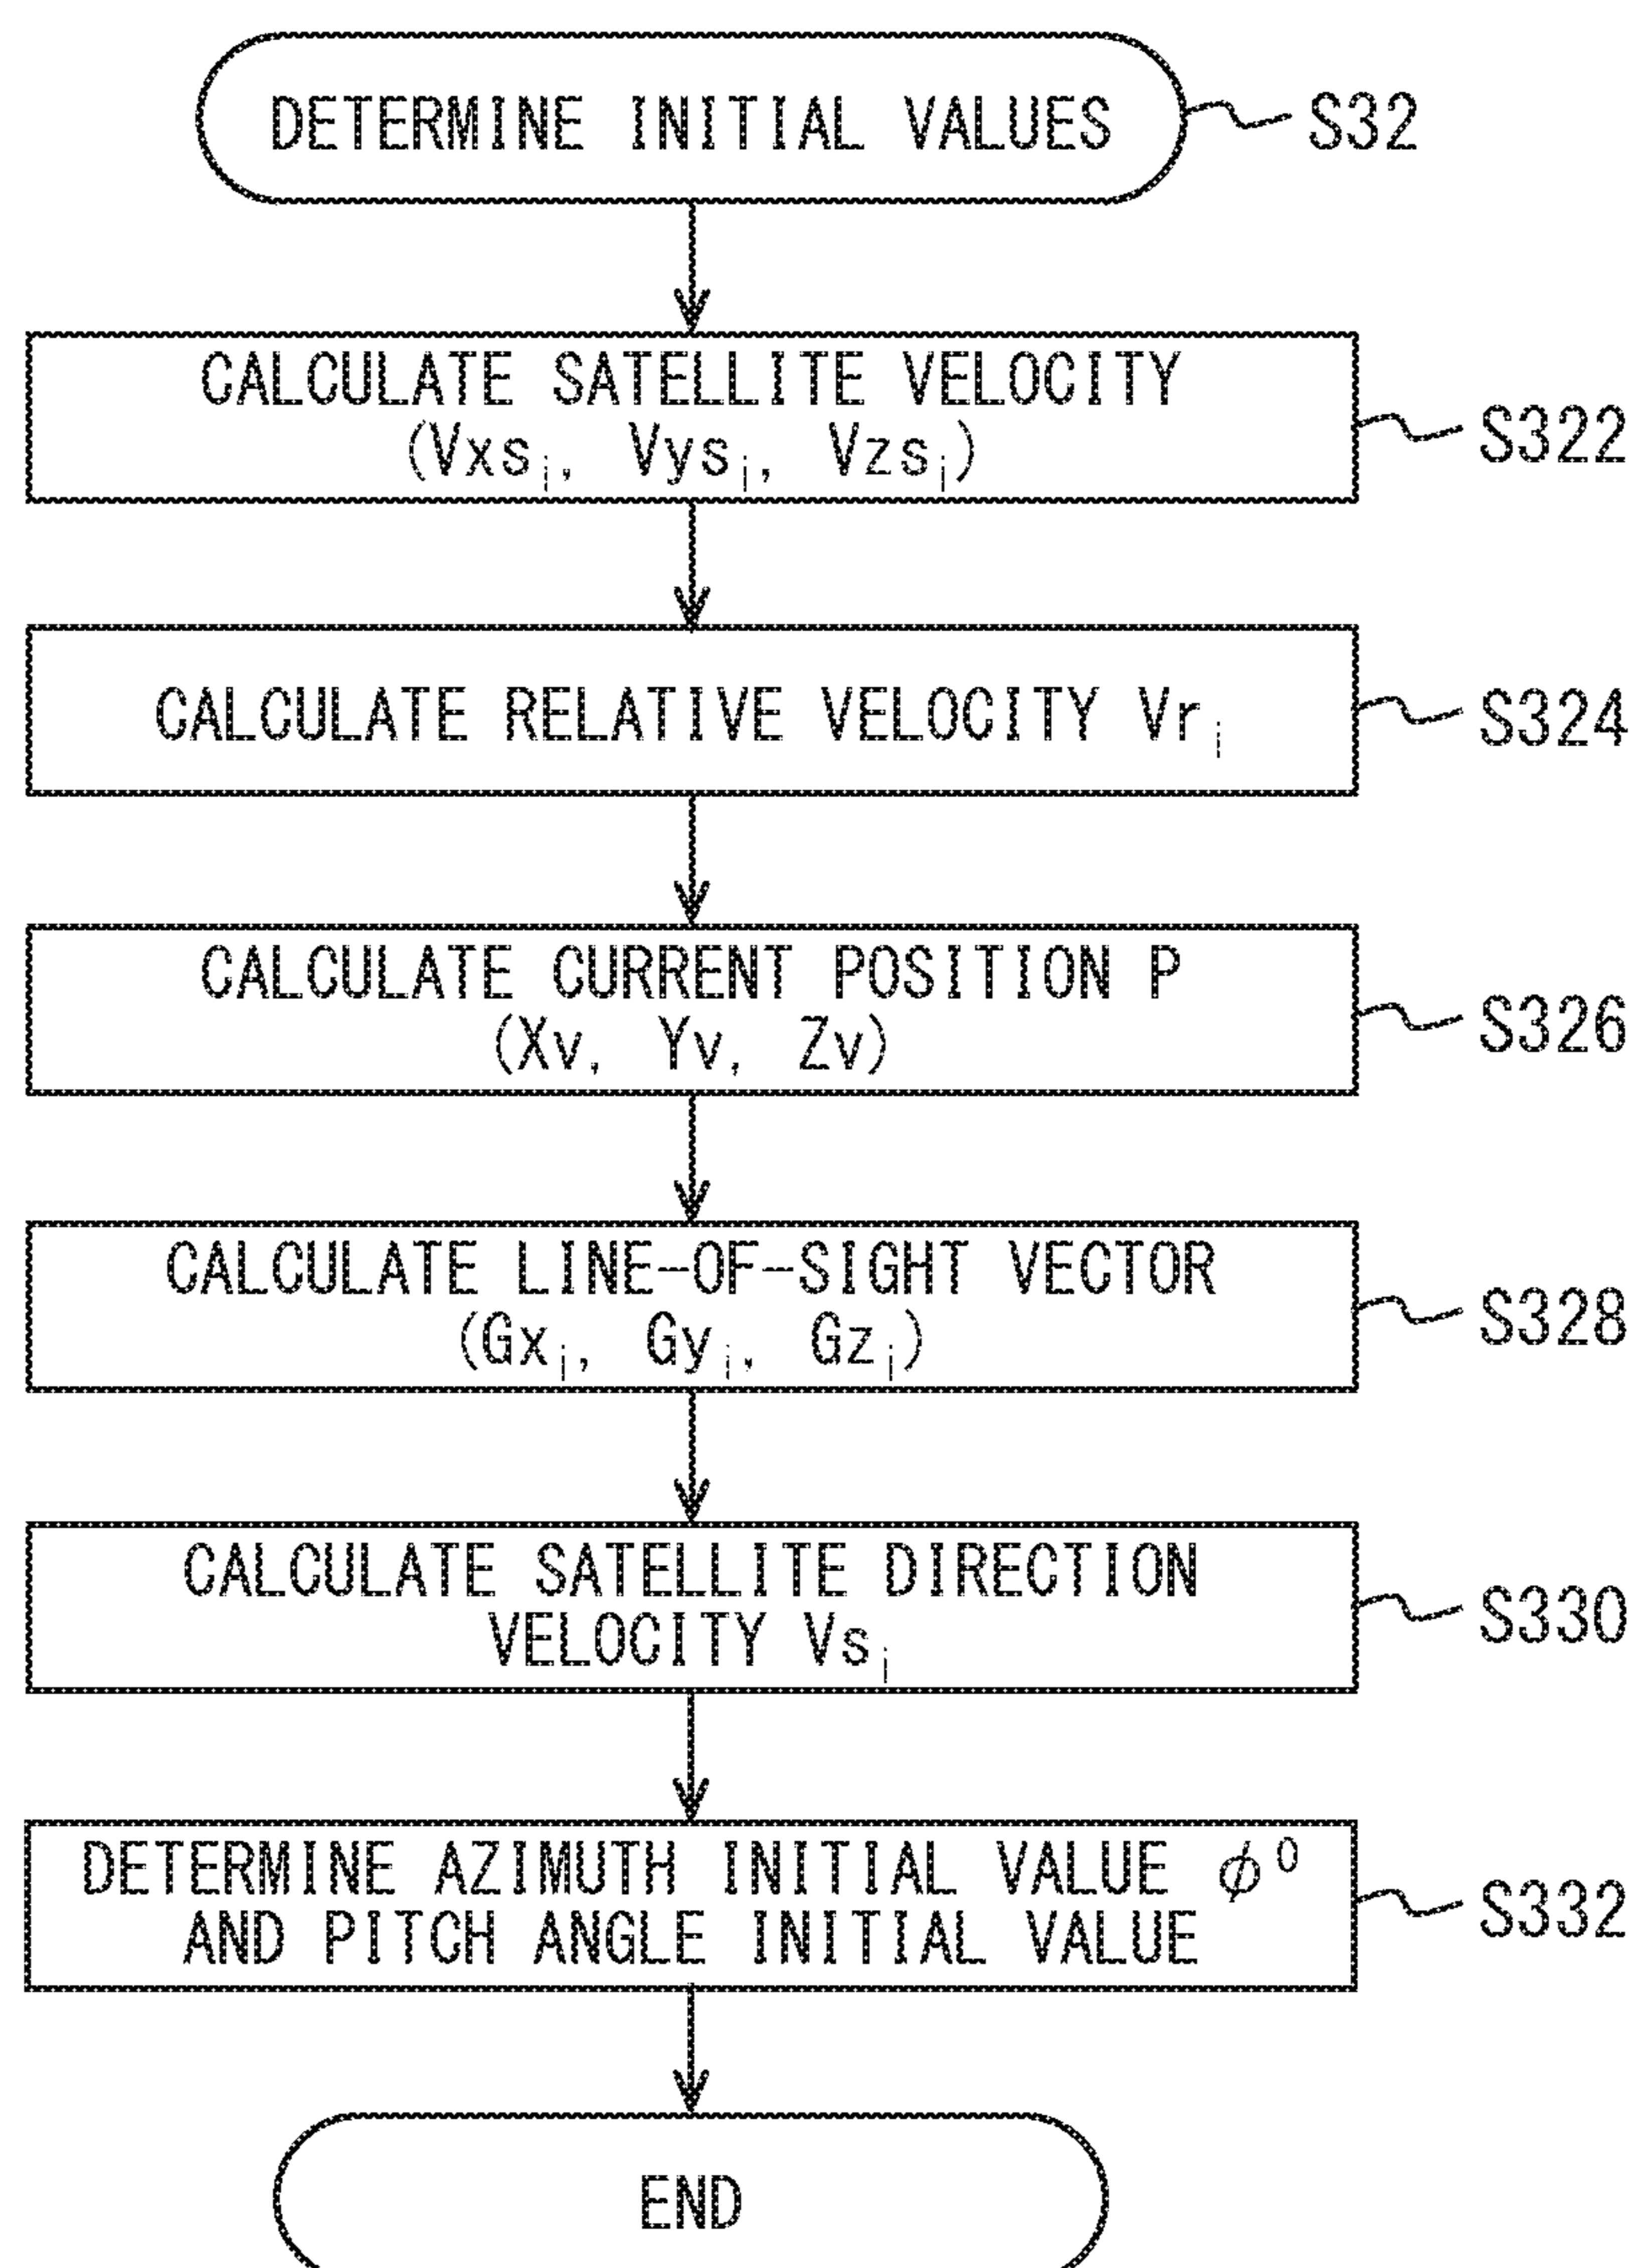 DETERMINE INITIAL VALUES
S32
CALCULATE SATELLITE VELOCITY
(Vxsᵢ, Vysᵢ, Vzsᵢ)
S322
CALCULATE RELATIVE VELOCITY Vrᵢ
S324
CALCULATE CURRENT POSITION P
(Xv, Yv, Zv)
S326
CALCULATE LINE-OF-SIGHT VECTOR
(Gxᵢ, Gyᵢ, Gzᵢ)
S328
CALCULATE SATELLITE DIRECTION
VELOCITY Vsᵢ
S330
DETERMINE AZIMUTH INITIAL VALUE φ⁰
AND PITCH ANGLE INITIAL VALUE
S332
END